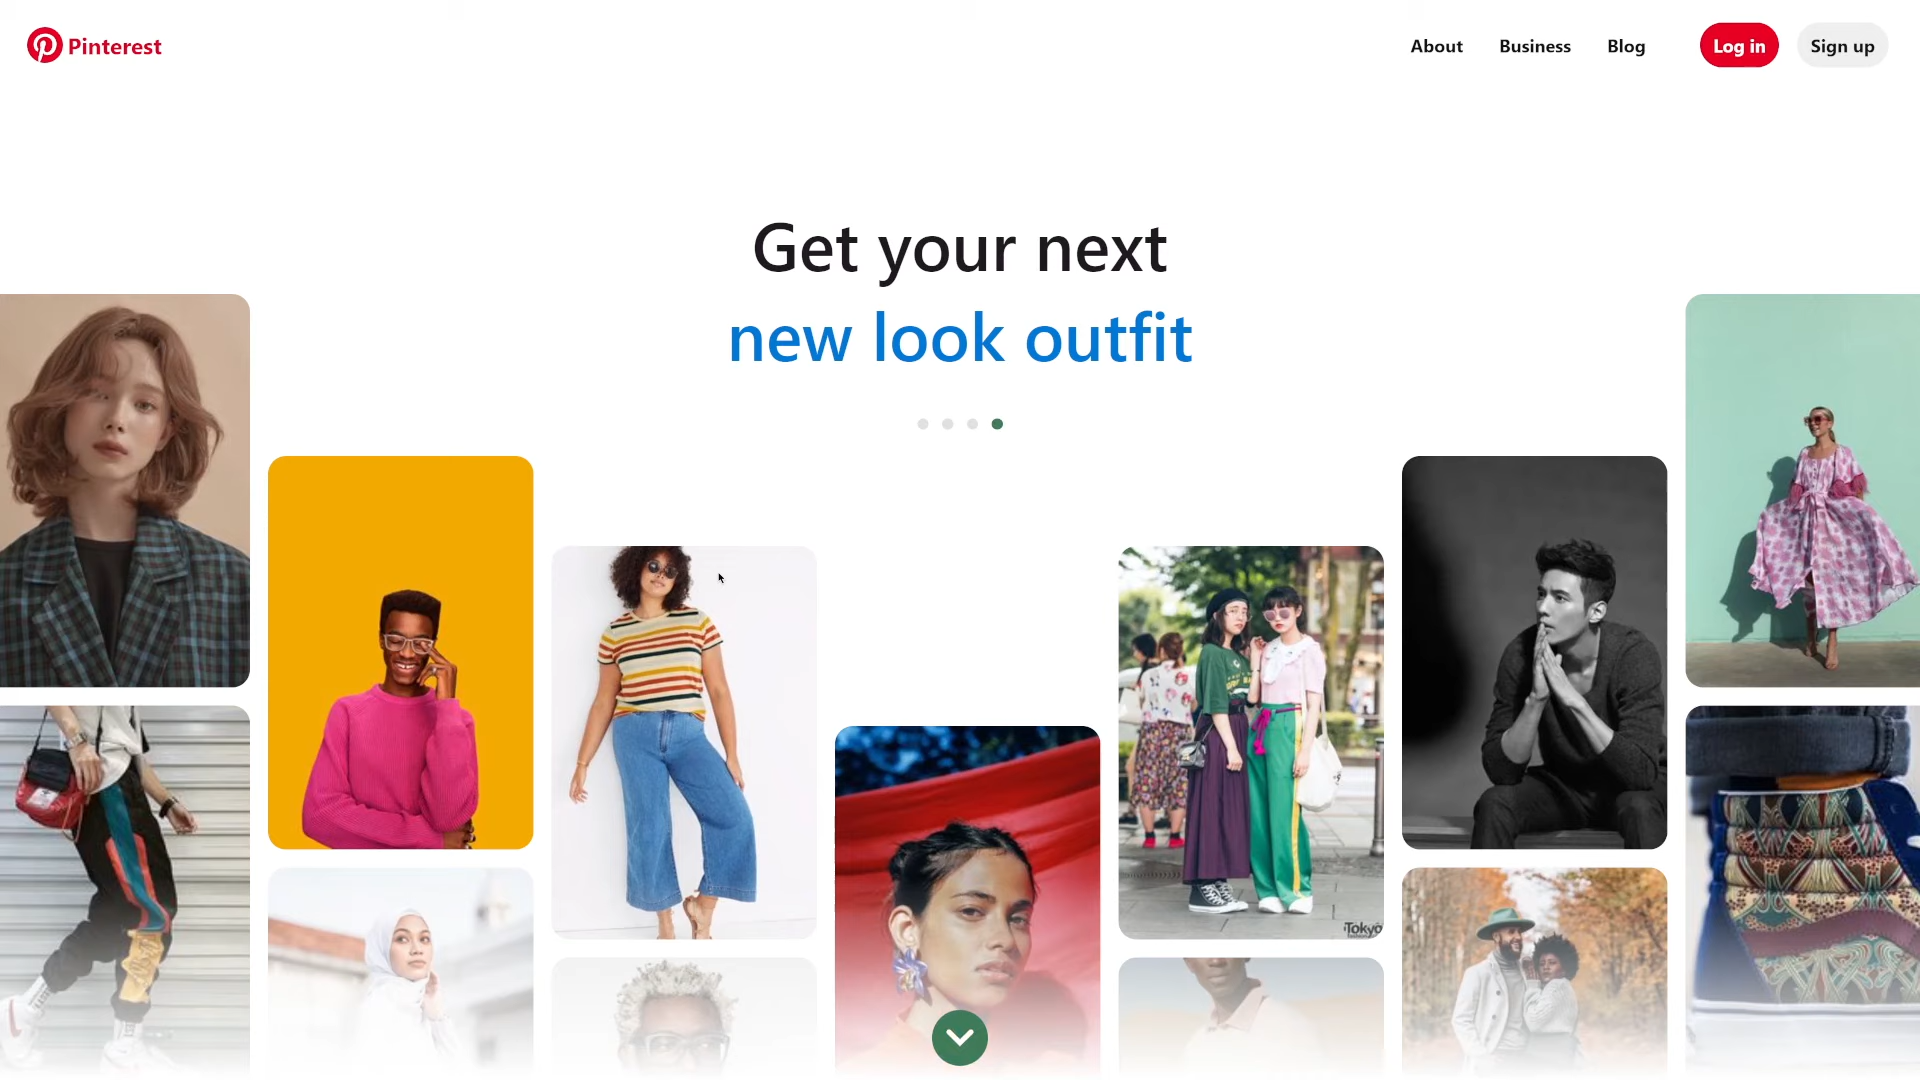 Pinterest
About
Business
Blog
Log in
Sign up
Get your next
new look outfit
Tokyo